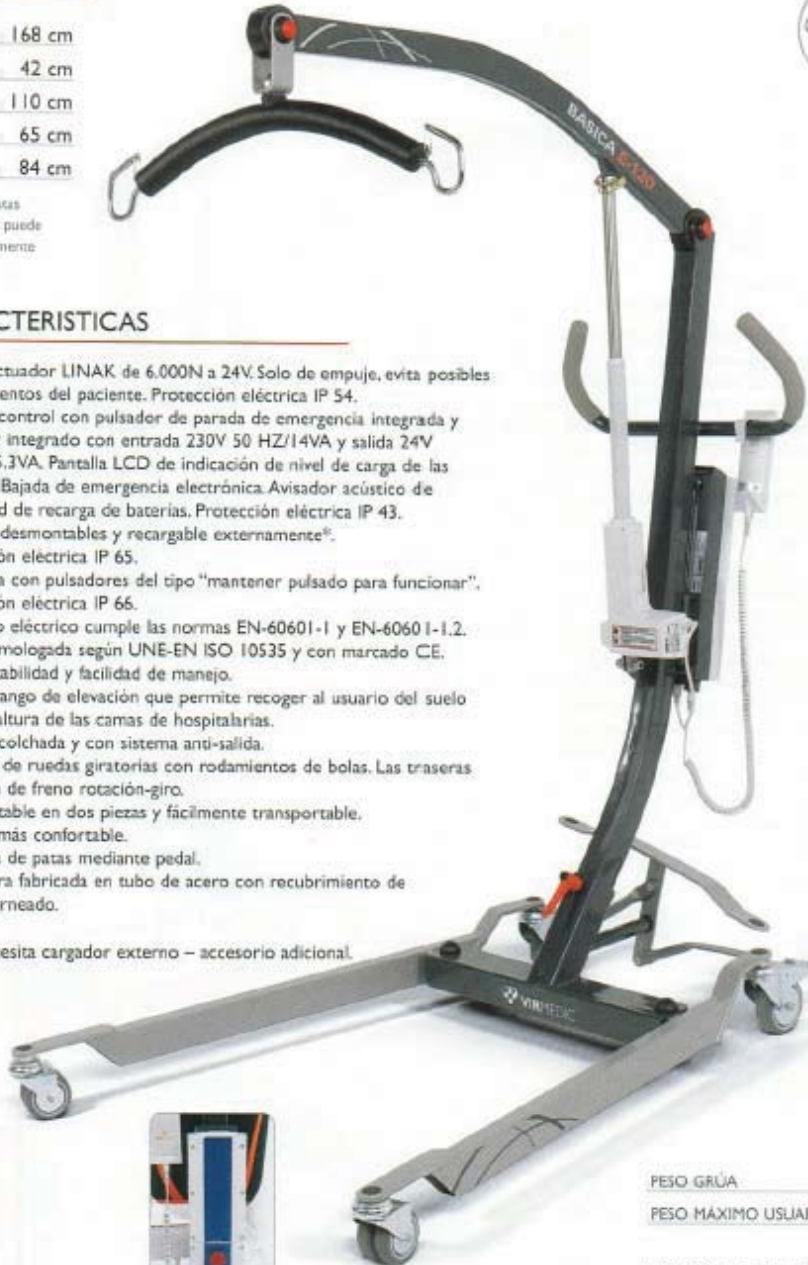 168 cm
42 cm
110 cm
65 cm
84 cm
puede
BASICA E-130
CTERISTICAS
ctuador LINAK de 6.000N a 24V. Solo de empuje, evita posibles
entos del paciente. Protección eléctrica IP 54.
control con pulsador de parada de emergencia integrada y
integrado con entrada 230V 50 HZ/14VA y salida 24V
6.3VA. Pantalla LCD de indicación de nivel de carga de las
Bajada de emergencia electrónica. Avisador acústico de
d de recarga de baterías. Protección eléctrica IP 43.
desmontables y recargable externamente*.
ón eléctrica IP 65.
a con pulsadores del tipo "mantener pulsado para funcionar".
ón eléctrica IP 66.
o eléctrico cumple las normas EN-60601-1 y EN-60601-1.2.
mologada según UNE-EN ISO 10535 y con marcado CE.
abilidad y facilidad de manejo.
ango de elevación que permite recoger al usuario del suelo
altura de las camas de hospitalarias.
colchada y con sistema anti-salida.
de ruedas giratorias con rodamientos de bolas. Las traseras
de freno rotación-giro.
table en dos piezas y fácilmente transportable.
más confortable.
de patas mediante pedal.
ra fabricada en tubo de acero con recubrimiento de
rneado.
esita cargador externo – accesorio adicional.
VIRMEDIC
PESO GRÚA
PESO MÁXIMO USUAR